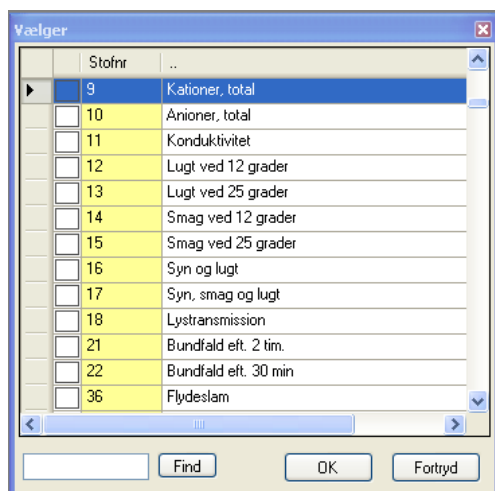 Vælger
Stofnr ..
9 Kationer, total
10 Anioner, total
11 Konduktivitet
12 Lugt ved 12 grader
13 Lugt ved 25 grader
14 Smag ved 12 grader
15 Smag ved 25 grader
16 Syn og lugt
17 Syn, smag og lugt
18 Lystransmission
21 Bundfald eft. 2 tim.
22 Bundfald eft. 30 min
36 Flydeslam
Find OK Fortryd